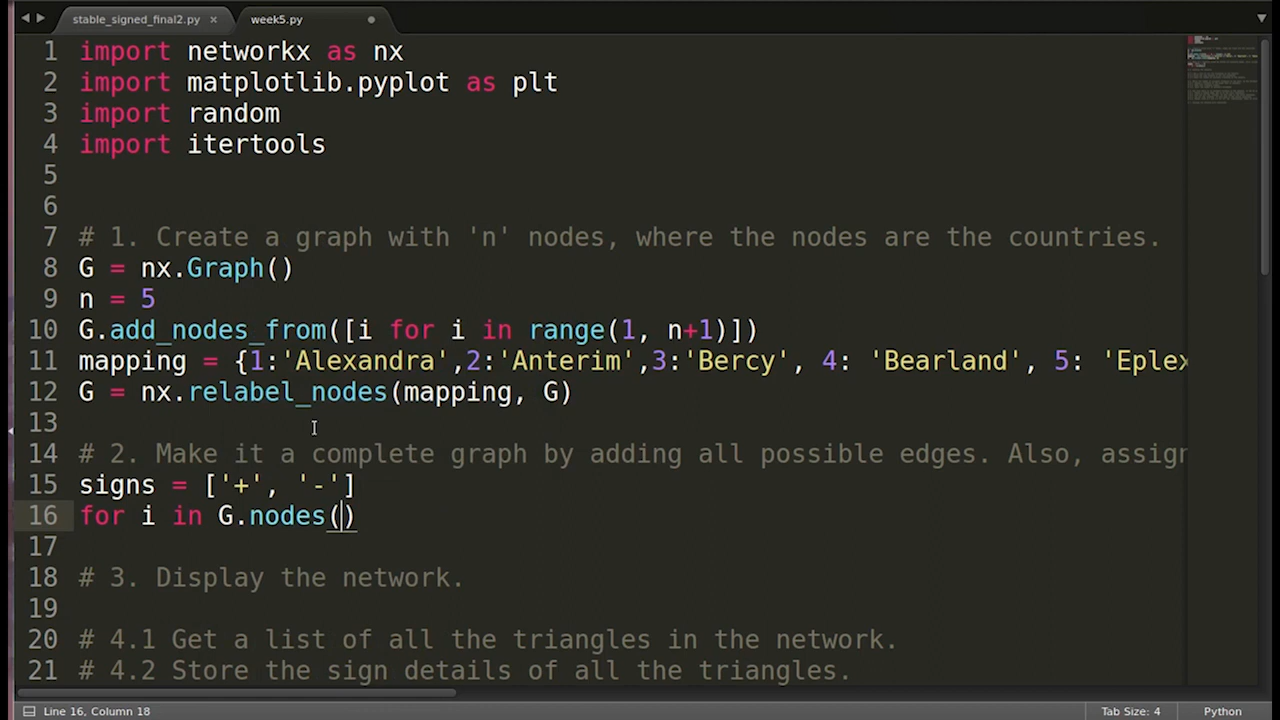 stable_signed_final2.py × week5.py
1 import networkx as nx
2 import matplotlib.pyplot as plt
3 import random
4 import itertools
5
6
7 # 1. Create a graph with 'n' nodes, where the nodes are the countries.
8 G = nx.Graph()
9 n = 5
10 G.add_nodes_from([i for i in range(1, n+1)])
11 mapping = {1:'Alexandra',2:'Anterim',3:'Bercy', 4: 'Bearland', 5: 'Eplex
12 G = nx.relabel_nodes(mapping, G)
13
14 # 2. Make it a complete graph by adding all possible edges. Also, assign
15 signs = ['+', '-']
16 for i in G.nodes()
17
18 # 3. Display the network.
19
20 # 4.1 Get a list of all the triangles in the network.
21 # 4.2 Store the sign details of all the triangles.
Line 16, Column 18 Tab Size: 4 Python